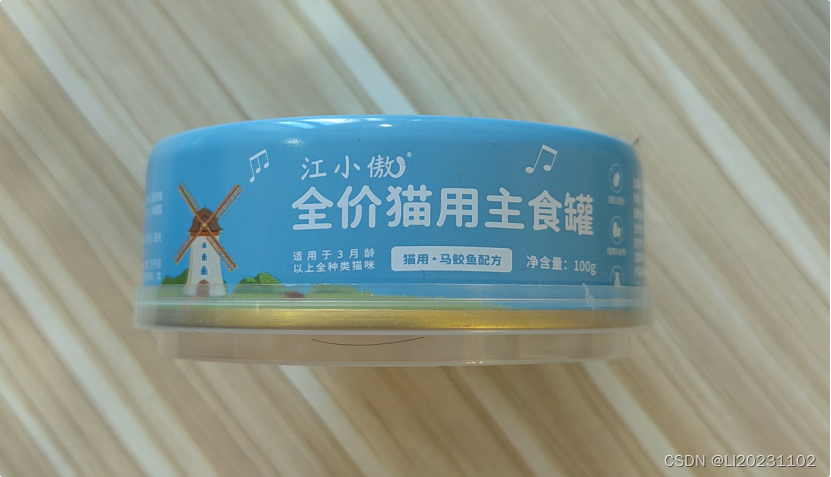 江小傲®
全价猫用主食罐
适用于3月龄
以上全种类猫咪
猫用·马鲛鱼配方
净含量：100g
CSDN @LI20231102